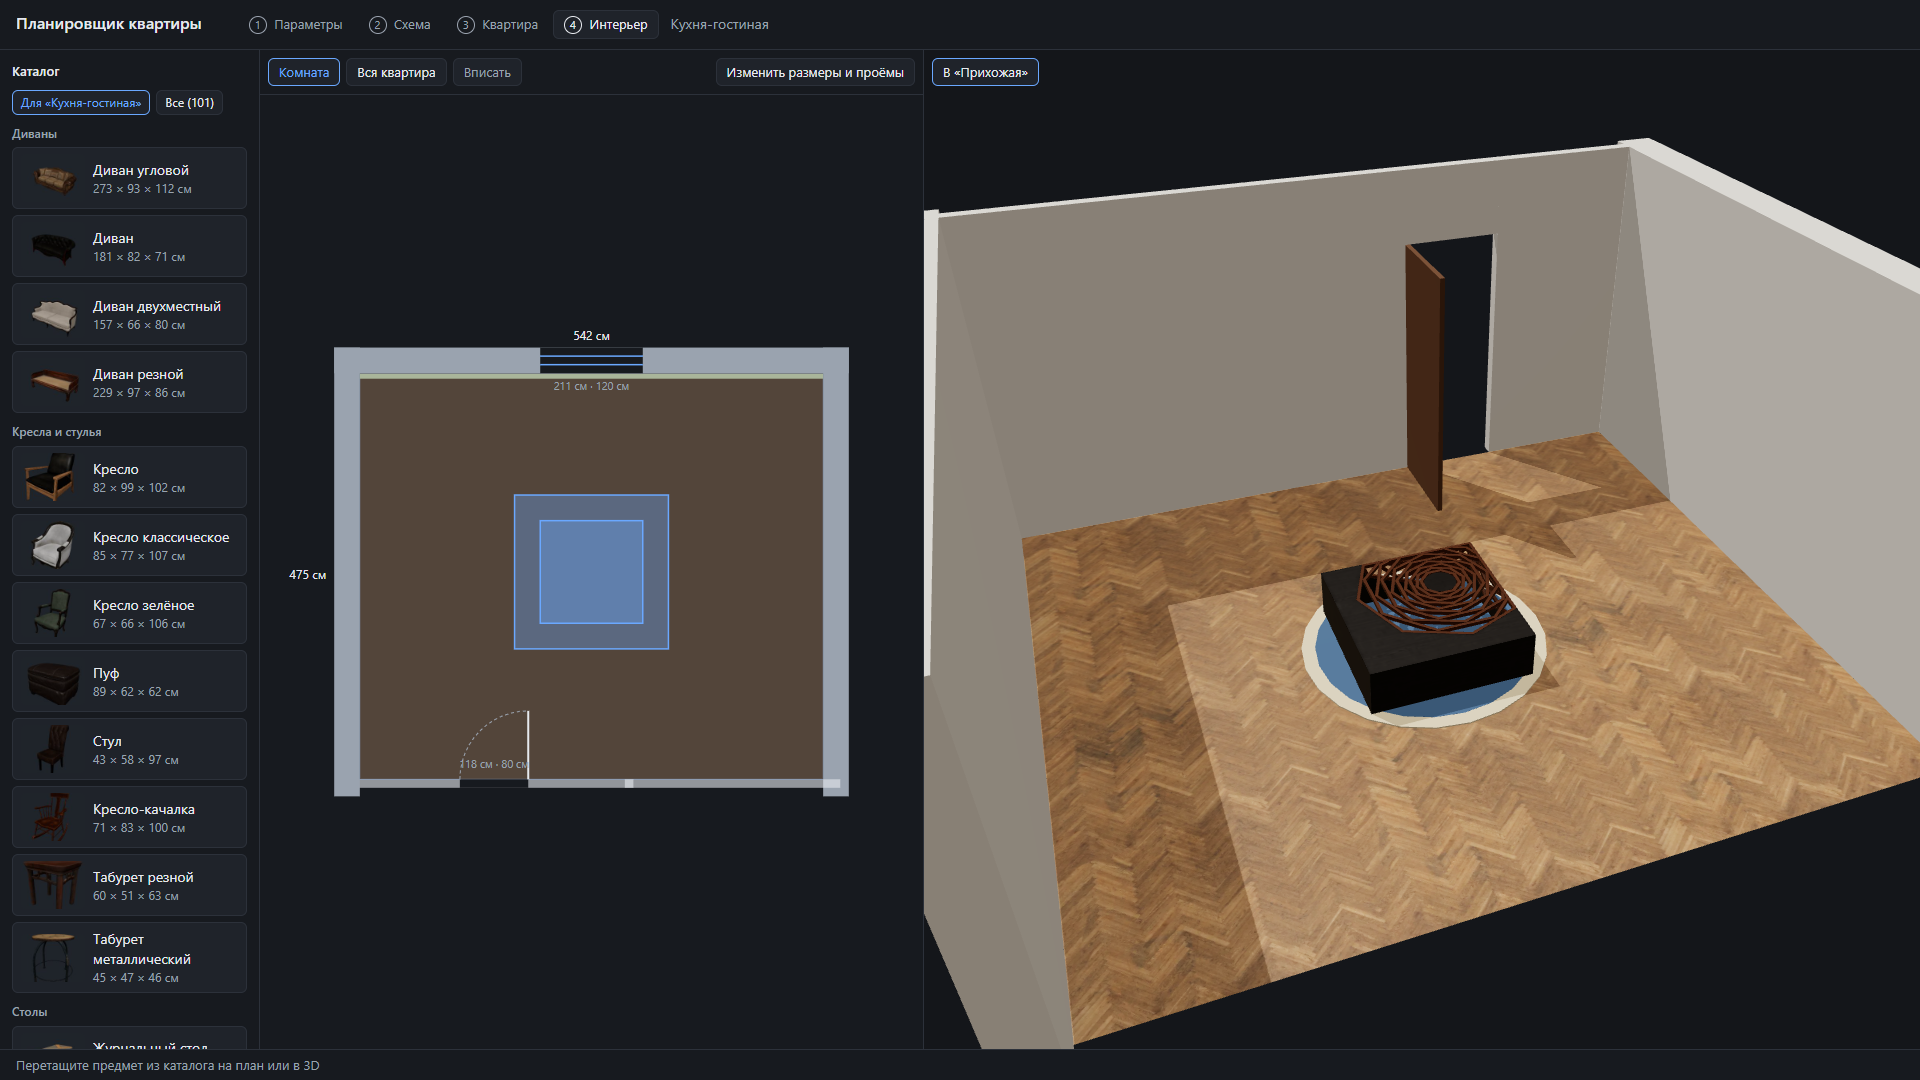 Планировщик квартиры
1 Параметры
2 Схема
3 Квартира
4 Интерьер
Кухня-гостиная
Каталог
Для «Кухня-гостиная»
Все (101)
Диваны
Диван угловой
273 × 93 × 112 см
Диван
181 × 82 × 71 см
Диван двухместный
157 × 66 × 80 см
Диван резной
229 × 97 × 86 см
Кресла и стулья
Кресло
82 × 99 × 102 см
Кресло классическое
85 × 77 × 107 см
Кресло зелёное
67 × 66 × 106 см
Пуф
89 × 62 × 62 см
Стул
43 × 58 × 97 см
Кресло-качалка
71 × 83 × 100 см
Табурет резной
60 × 51 × 63 см
Табурет
металлический
45 × 47 × 46 см
Столы
Журнальный стол
Комната
Вся квартира
Вписать
Изменить размеры и проёмы
542 см
211 см · 120 см
475 см
118 см · 80 см
В «Прихожая»
Перетащите предмет из каталога на план или в 3D